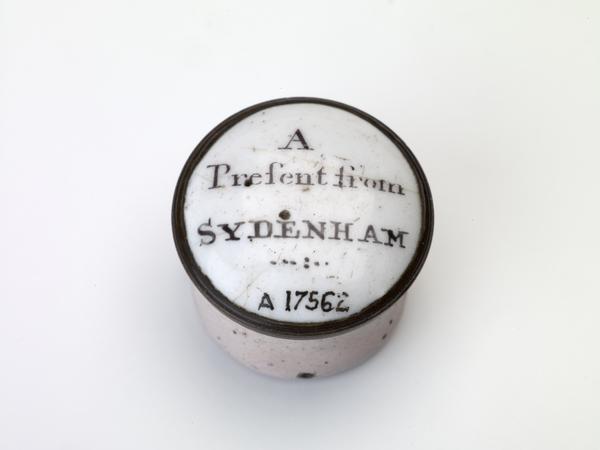 A
Preſent from
SYDENHAM
A 17562